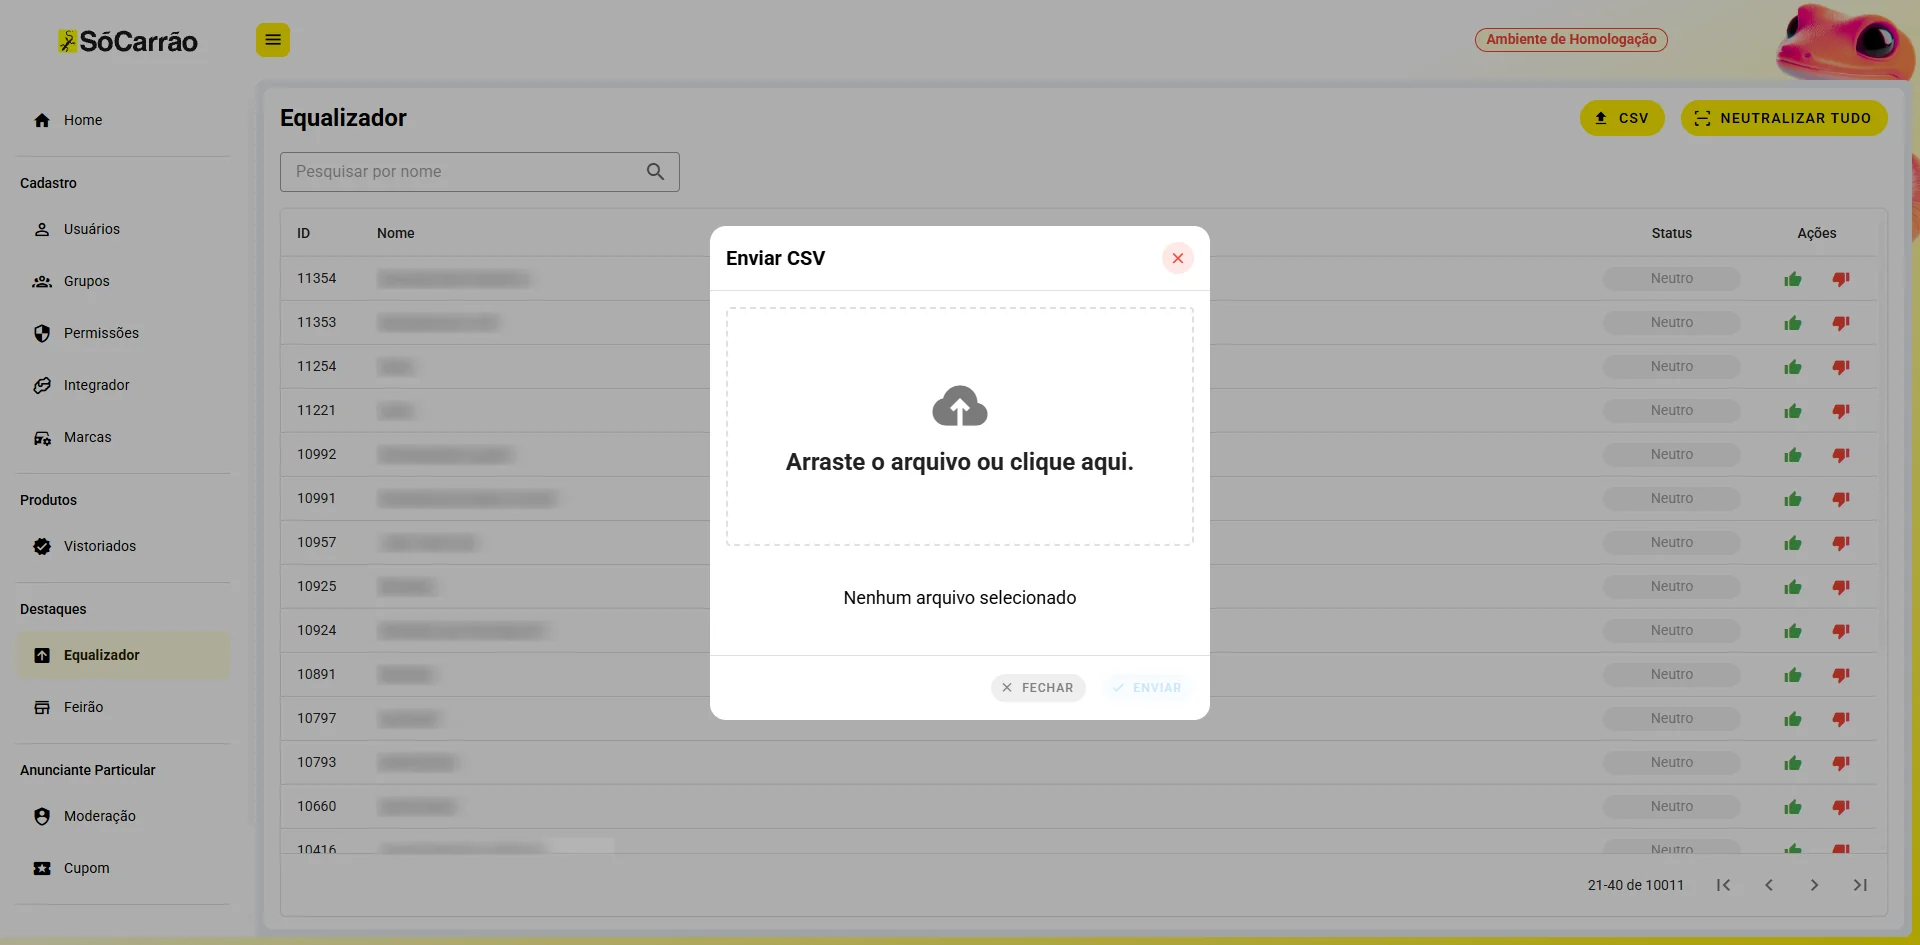 SóCarrão
Ambiente de Homologação
Home
Cadastro
Usuários
Grupos
Permissões
Integrador
Marcas
Produtos
Vistoriados
Destaques
Equalizador
Feirão
Anunciante Particular
Moderação
Cupom
Equalizador
CSV
NEUTRALIZAR TUDO
Pesquisar por nome
ID Nome Status Ações
11354 Neutro
11353 Neutro
11254 Neutro
11221 Neutro
10992 Neutro
10991 Neutro
10957 Neutro
10925 Neutro
10924 Neutro
10891 Neutro
10797 Neutro
10793 Neutro
10660 Neutro
10416 Neutro
21-40 de 10011
Enviar CSV
Arraste o arquivo ou clique aqui.
Nenhum arquivo selecionado
FECHAR
ENVIAR